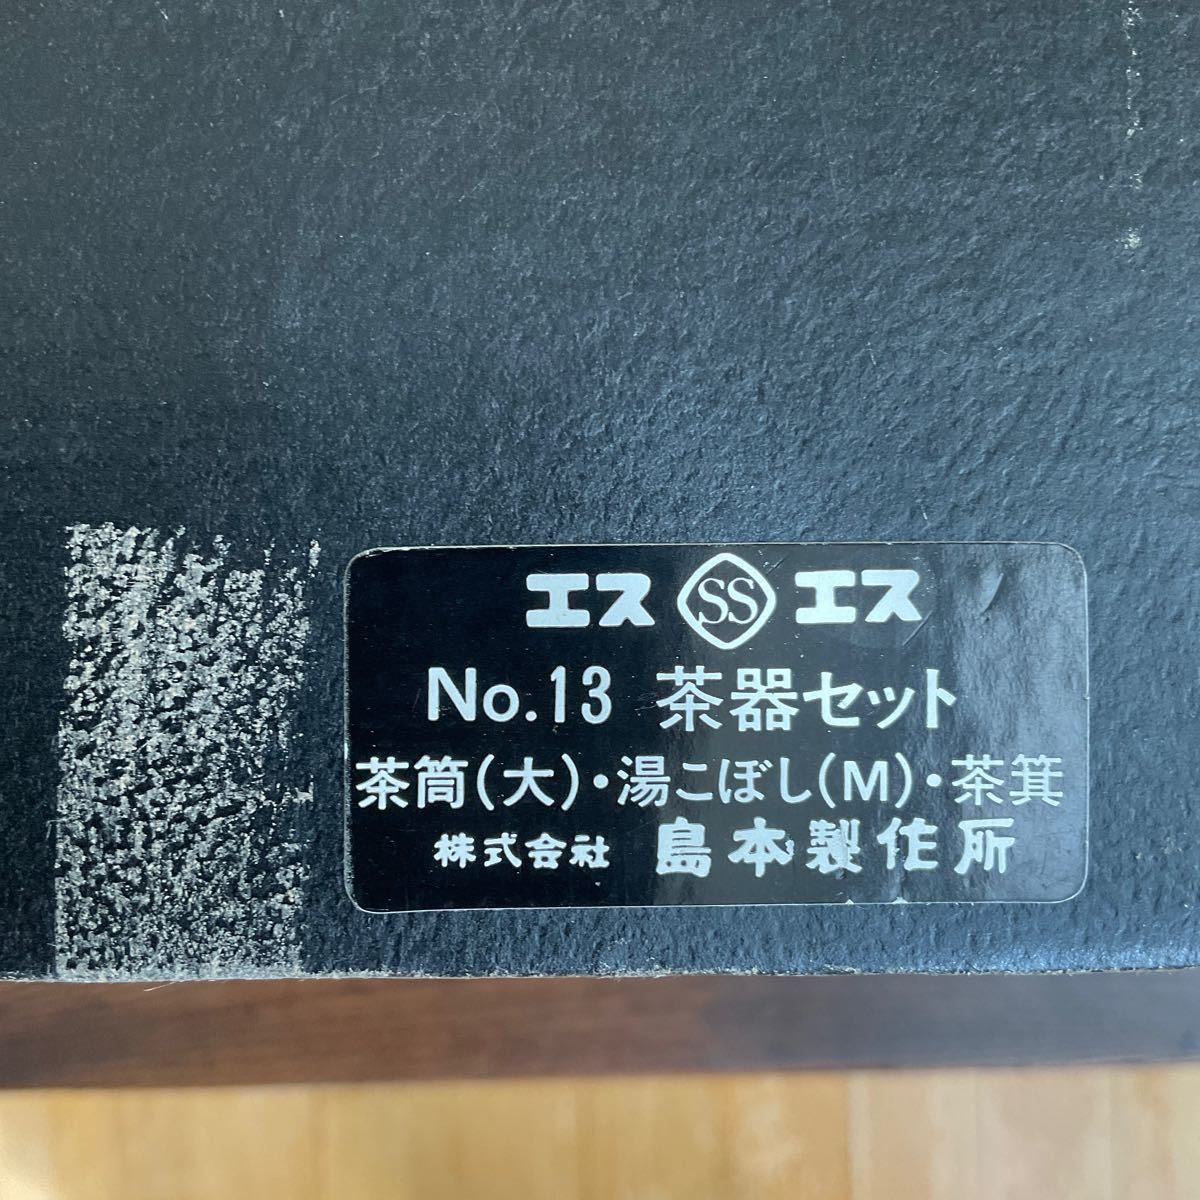 エス SS エス
No.13 茶器セット
茶筒(大)・湯こぼし(M)・茶箕
株式会社 島本製作所